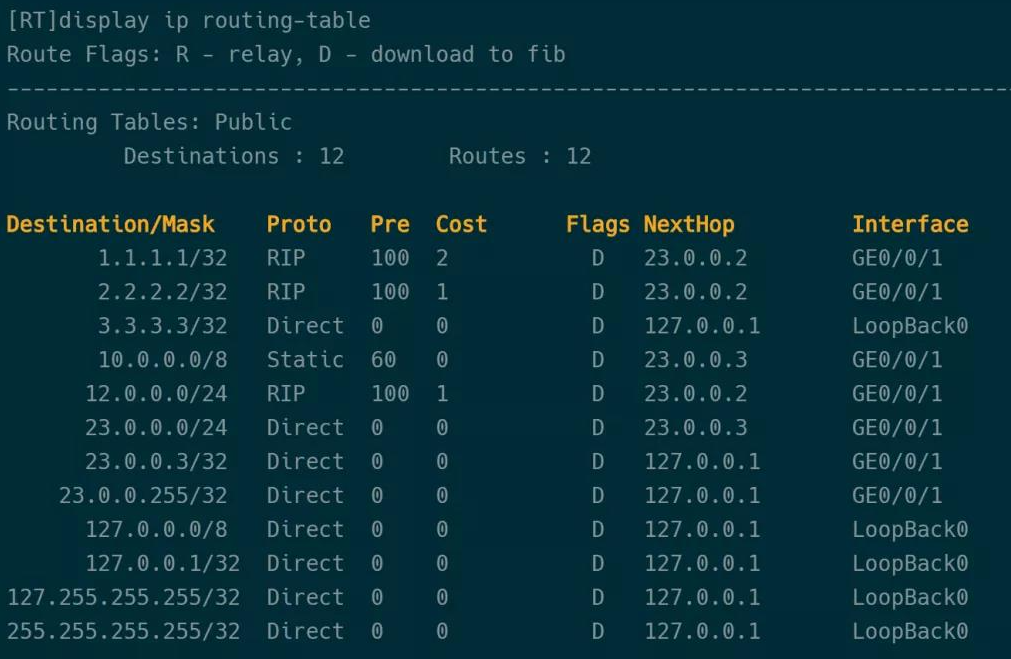 [RT]display ip routing-table
Route Flags: R - relay, D - download to fib
------------------------------------------------------------------------------
Routing Tables: Public
Destinations : 12 Routes : 12
Destination/Mask Proto Pre Cost Flags NextHop Interface
1.1.1.1/32 RIP 100 2 D 23.0.0.2 GE0/0/1
2.2.2.2/32 RIP 100 1 D 23.0.0.2 GE0/0/1
3.3.3.3/32 Direct 0 0 D 127.0.0.1 LoopBack0
10.0.0.0/8 Static 60 0 D 23.0.0.3 GE0/0/1
12.0.0.0/24 RIP 100 1 D 23.0.0.2 GE0/0/1
23.0.0.0/24 Direct 0 0 D 23.0.0.3 GE0/0/1
23.0.0.3/32 Direct 0 0 D 127.0.0.1 GE0/0/1
23.0.0.255/32 Direct 0 0 D 127.0.0.1 GE0/0/1
127.0.0.0/8 Direct 0 0 D 127.0.0.1 LoopBack0
127.0.0.1/32 Direct 0 0 D 127.0.0.1 LoopBack0
127.255.255.255/32 Direct 0 0 D 127.0.0.1 LoopBack0
255.255.255.255/32 Direct 0 0 D 127.0.0.1 LoopBack0